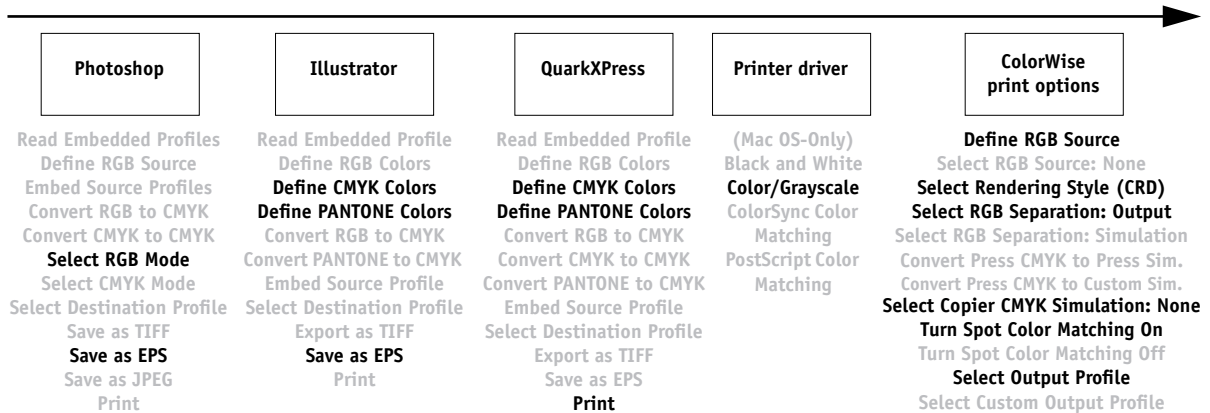 Photoshop
Read Embedded Profiles
Define RGB Source
Embed Source Profiles
Convert RGB to CMYK
Convert CMYK to CMYK
Select RGB Mode
Select CMYK Mode
Select Destination Profile
Save as TIFF
Save as EPS
Save as JPEG
Print
Illustrator
Read Embedded Profile
Define RGB Colors
Define CMYK Colors
Define PANTONE Colors
Convert RGB to CMYK
Convert PANTONE to CMYK
Embed Source Profile
Select Destination Profile
Export as TIFF
Save as EPS
Print
QuarkXPress
Read Embedded Profile
Define RGB Colors
Define CMYK Colors
Define PANTONE Colors
Convert RGB to CMYK
Convert CMYK to CMYK
Convert PANTONE to CMYK
Embed Source Profile
Select Destination Profile
Export as TIFF
Save as EPS
Print
Printer driver
(Mac OS-Only)
Black and White
Color/Grayscale
ColorSync Color
Matching
PostScript Color
Matching
ColorWise
print options
Define RGB Source
Select RGB Source: None
Select Rendering Style (CRD)
Select RGB Separation: Output
Select RGB Separation: Simulation
Convert Press CMYK to Press Sim.
Convert Press CMYK to Custom Sim.
Select Copier CMYK Simulation: None
Turn Spot Color Matching On
Turn Spot Color Matching Off
Select Output Profile
Select Custom Output Profile